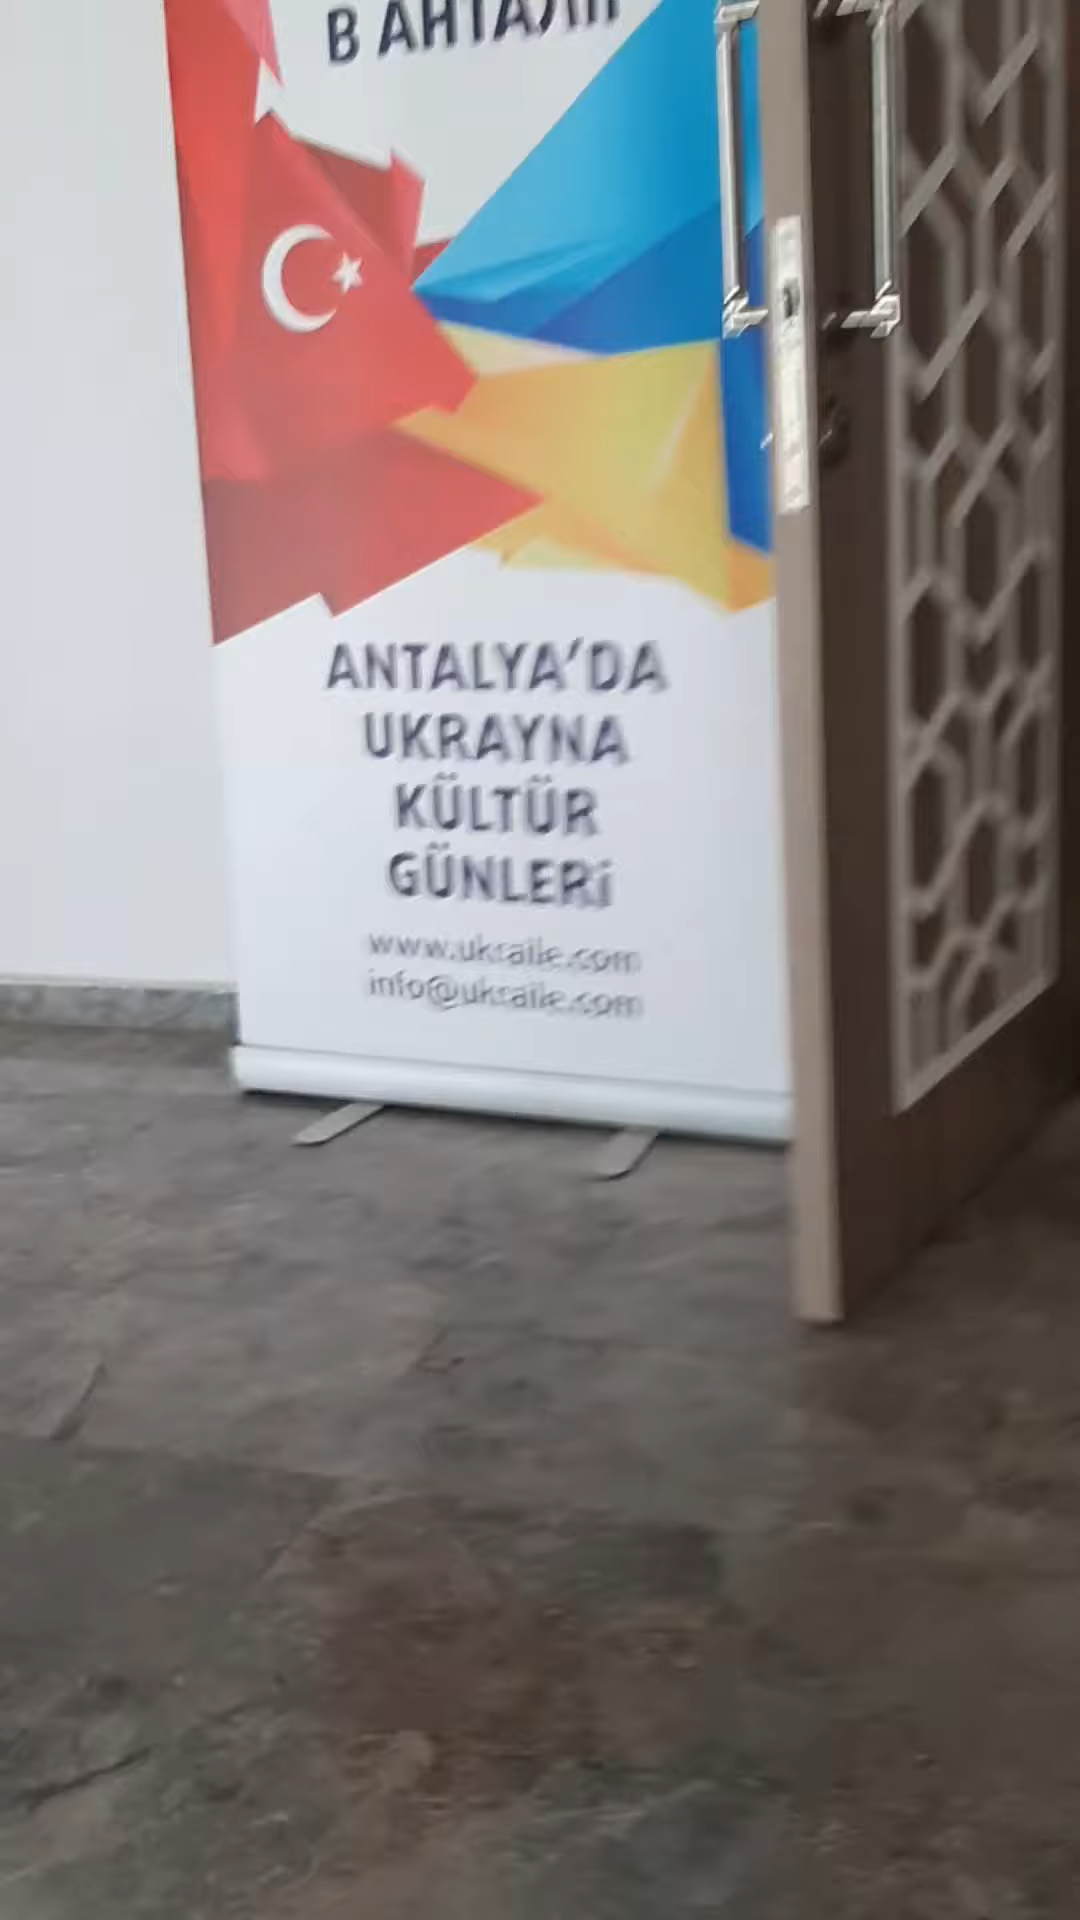 В АНТАЛІЇ
ANTALYA'DA
UKRAYNA
KÜLTÜR
GÜNLERİ
www.ukraile.com
info@ukraile.com